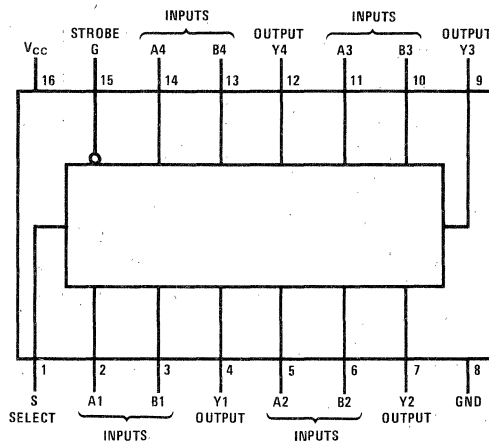 INPUTS INPUTS
STROBE OUTPUT OUTPUT
VCC G A4 B4 Y4 A3 B3 Y3
16 15 14 13 12 11 10 9
1 2 3 4 5 6 7 8
S A1 B1 Y1 A2 B2 Y2 GND
SELECT OUTPUT OUTPUT
INPUTS INPUTS